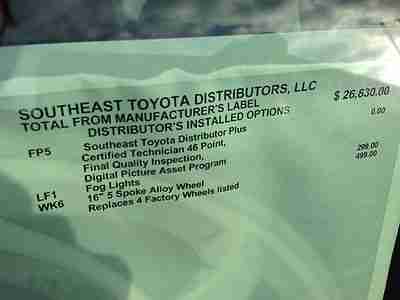 SOUTHEAST TOYOTA DISTRIBUTORS, LLC
TOTAL FROM MANUFACTURER'S LABEL $ 26,630.00
DISTRIBUTOR'S INSTALLED OPTIONS
FP5 Southeast Toyota Distributor Plus 0.00
Certified Technician 46 Point,
Final Quality Inspection,
Digital Picture Asset Program
LF1 Fog Lights 299.00
WK6 16" 5 Spoke Alloy Wheel 499.00
Replaces 4 Factory Wheels listed